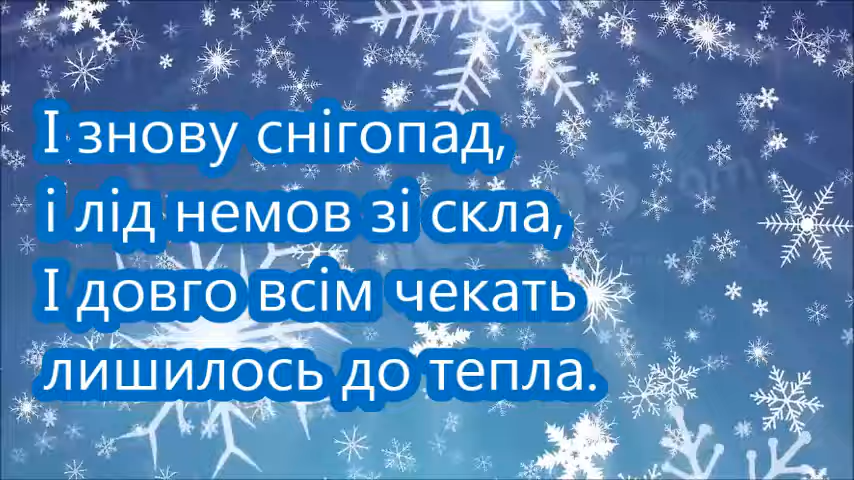 І знову снігопад,
і лід немов зі скла,
І довго всім чекать
лишилось до тепла.